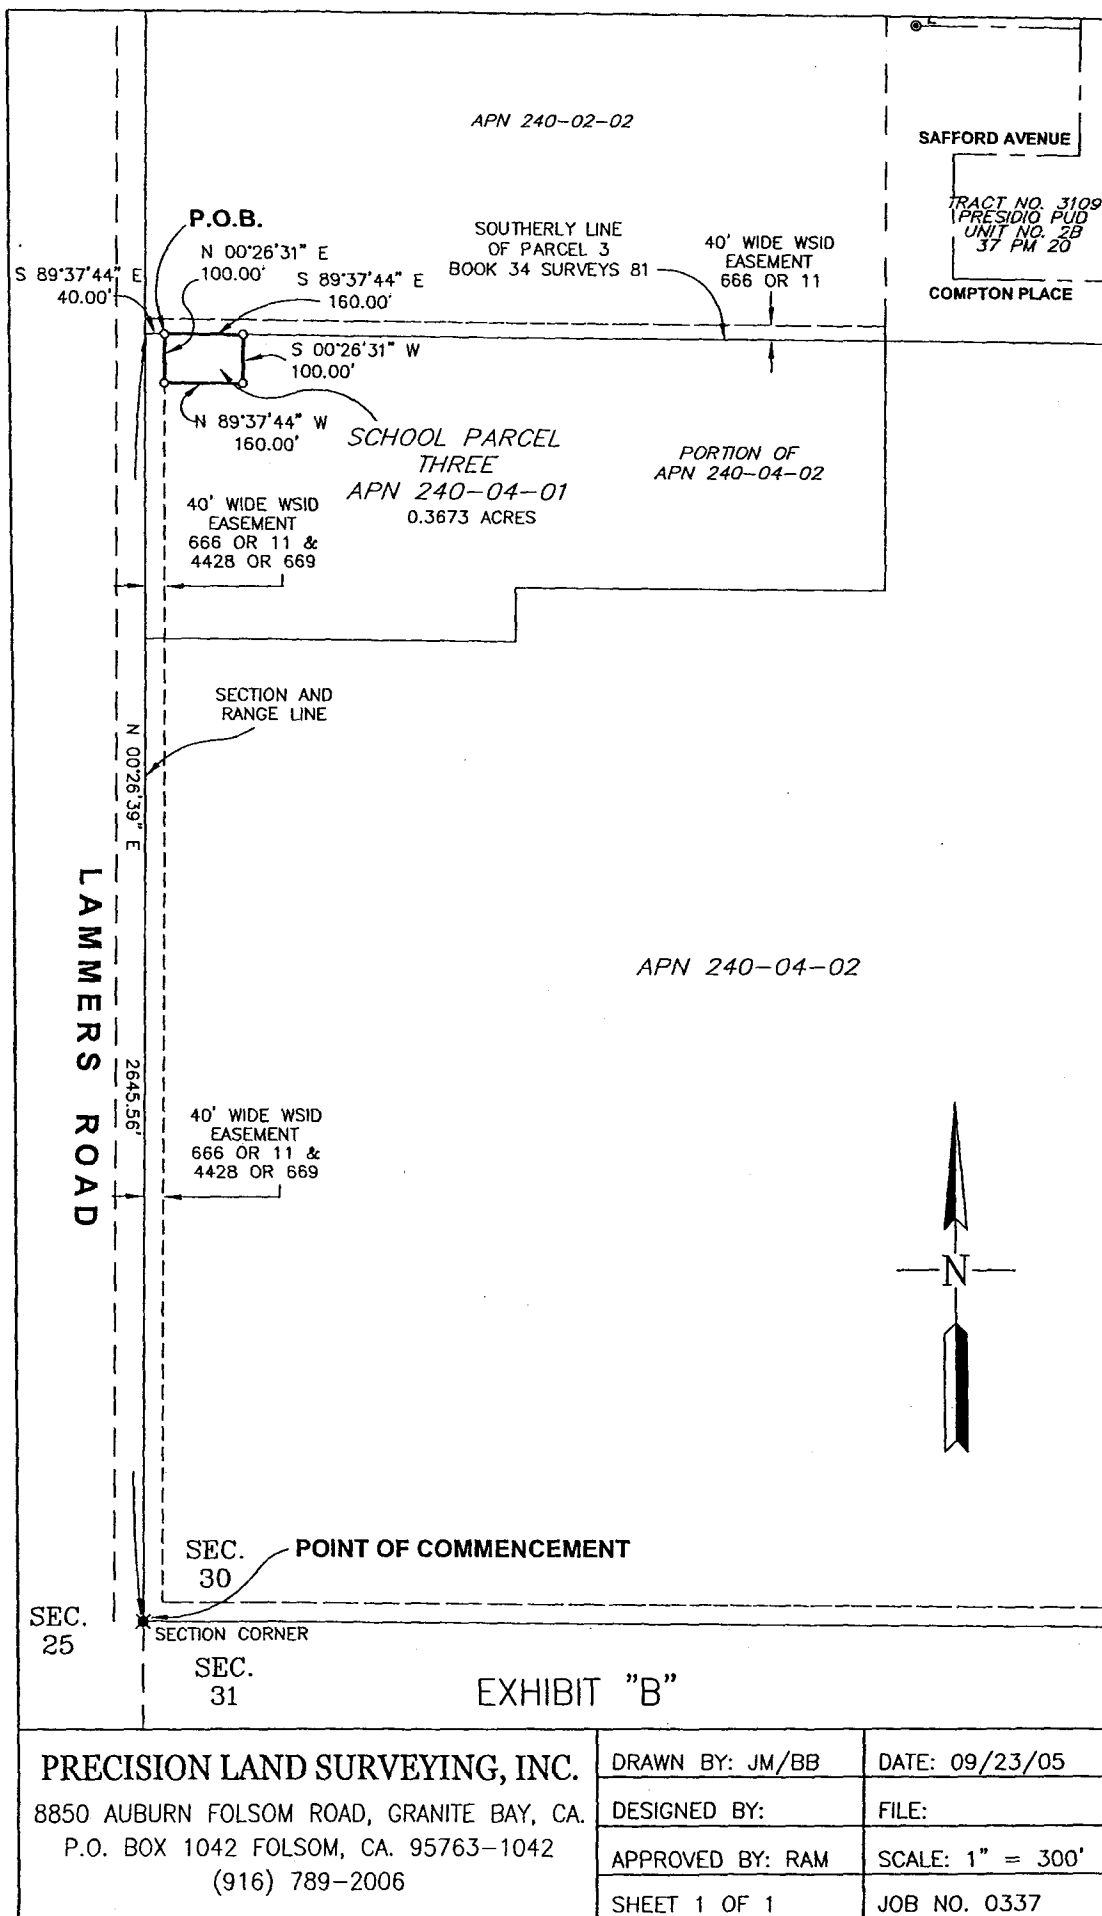 APN 240-02-02
SAFFORD AVENUE
TRACT NO. 3109
PRESIDIO PUD
UNIT NO. 2B
37 PM 20
COMPTON PLACE
P.O.B.
N 00°26'31" E
100.00'
S 89°37'44" E
40.00'
S 89°37'44" E
160.00'
SOUTHERLY LINE
OF PARCEL 3
BOOK 34 SURVEYS 81
40' WIDE WSID
EASEMENT
666 OR 11
S 00°26'31" W
100.00'
N 89°37'44" W
160.00'
SCHOOL PARCEL
THREE
APN 240-04-01
0.3673 ACRES
PORTION OF
APN 240-04-02
40' WIDE WSID
EASEMENT
666 OR 11 &
4428 OR 669
SECTION AND
RANGE LINE
N 00°26'39" E
2645.56'
LAMMERS ROAD
APN 240-04-02
40' WIDE WSID
EASEMENT
666 OR 11 &
4428 OR 669
N
SEC.
30
POINT OF COMMENCEMENT
SEC.
25
SECTION CORNER
SEC.
31
EXHIBIT "B"
PRECISION LAND SURVEYING, INC.
8850 AUBURN FOLSOM ROAD, GRANITE BAY, CA.
P.O. BOX 1042 FOLSOM, CA. 95763-1042
(916) 789-2006
DRAWN BY: JM/BB
DATE: 09/23/05
DESIGNED BY:
FILE:
APPROVED BY: RAM
SCALE: 1" = 300'
SHEET 1 OF 1
JOB NO. 0337